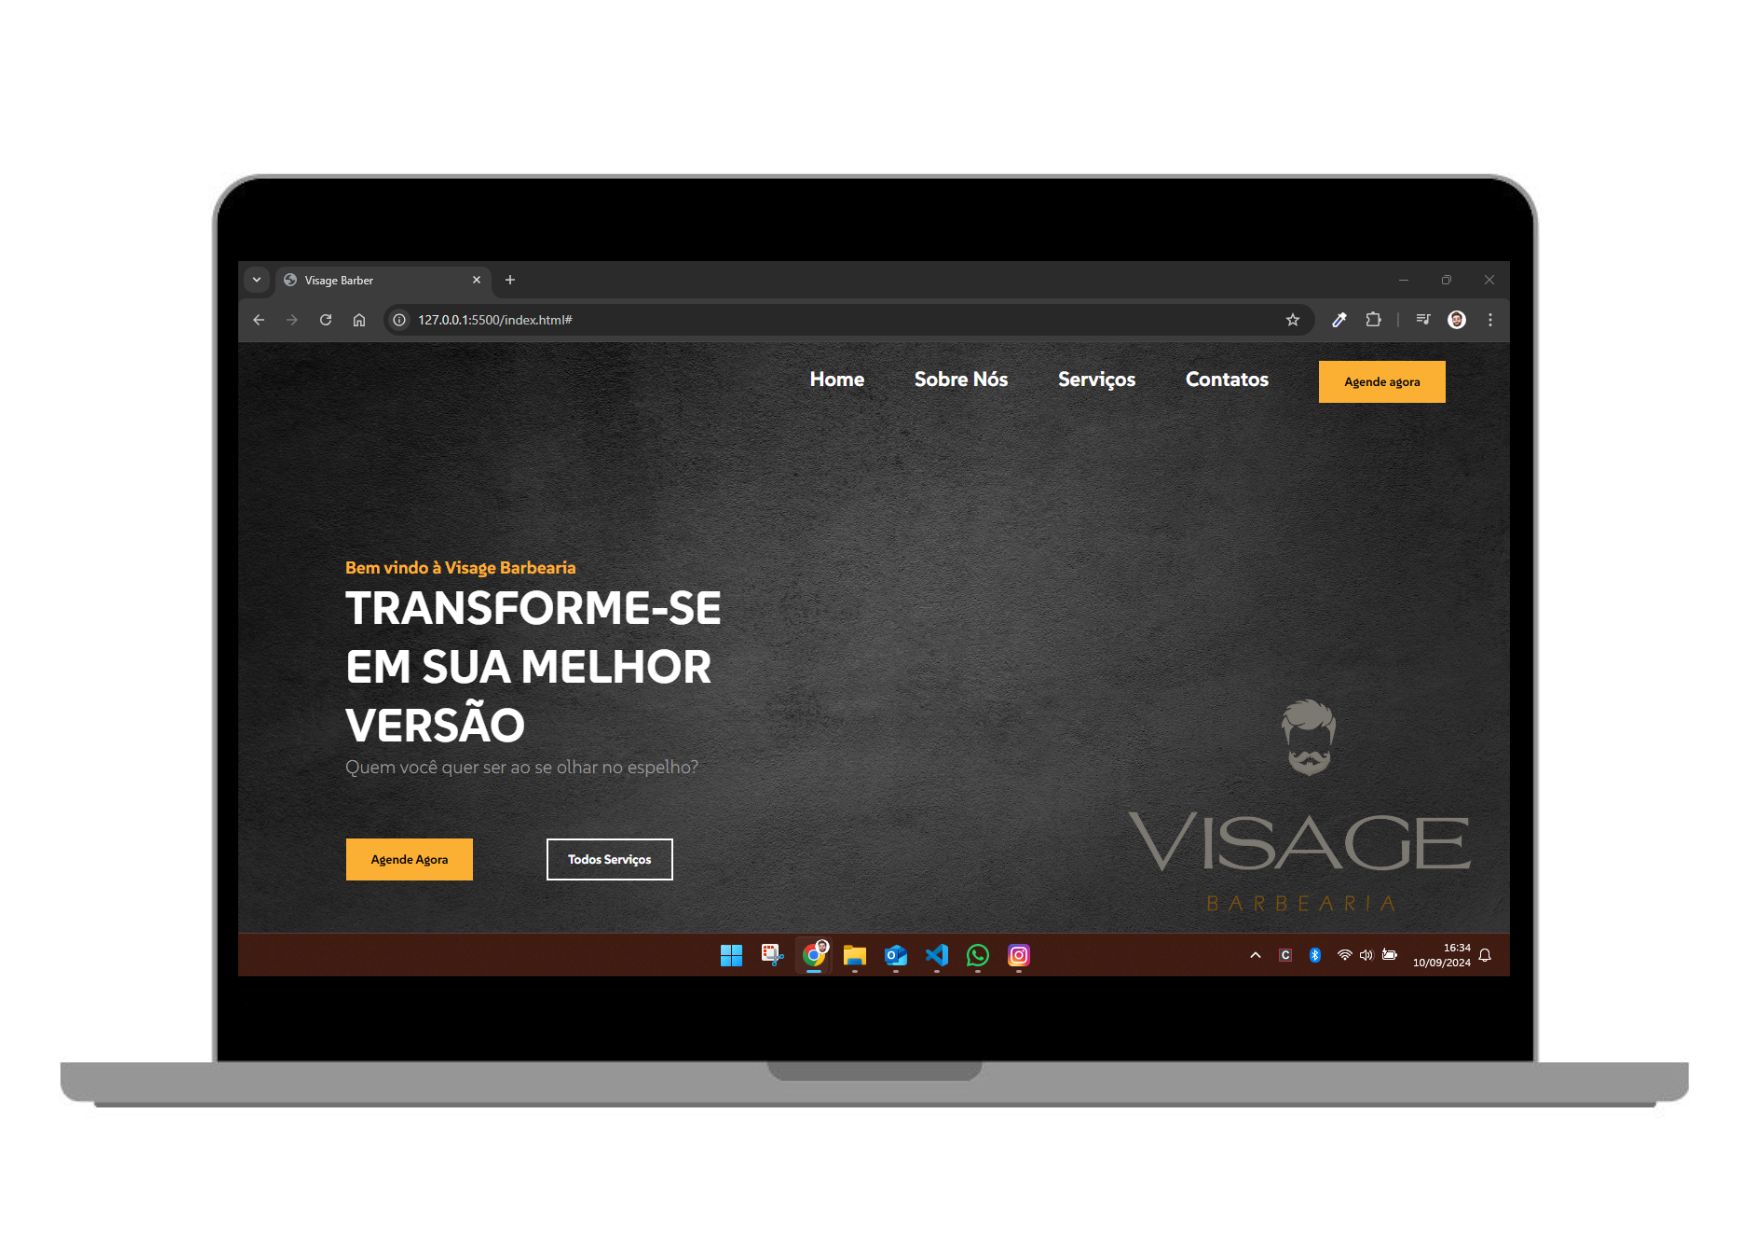 Visage Barber
127.0.0.1:5500/index.html#
Home Sobre Nós Serviços Contatos Agende agora
Bem vindo à Visage Barbearia
TRANSFORME-SE
EM SUA MELHOR
VERSÃO
Quem você quer ser ao se olhar no espelho?
Agende Agora Todos Serviços
VISAGE
BARBEARIA
16:34
10/09/2024